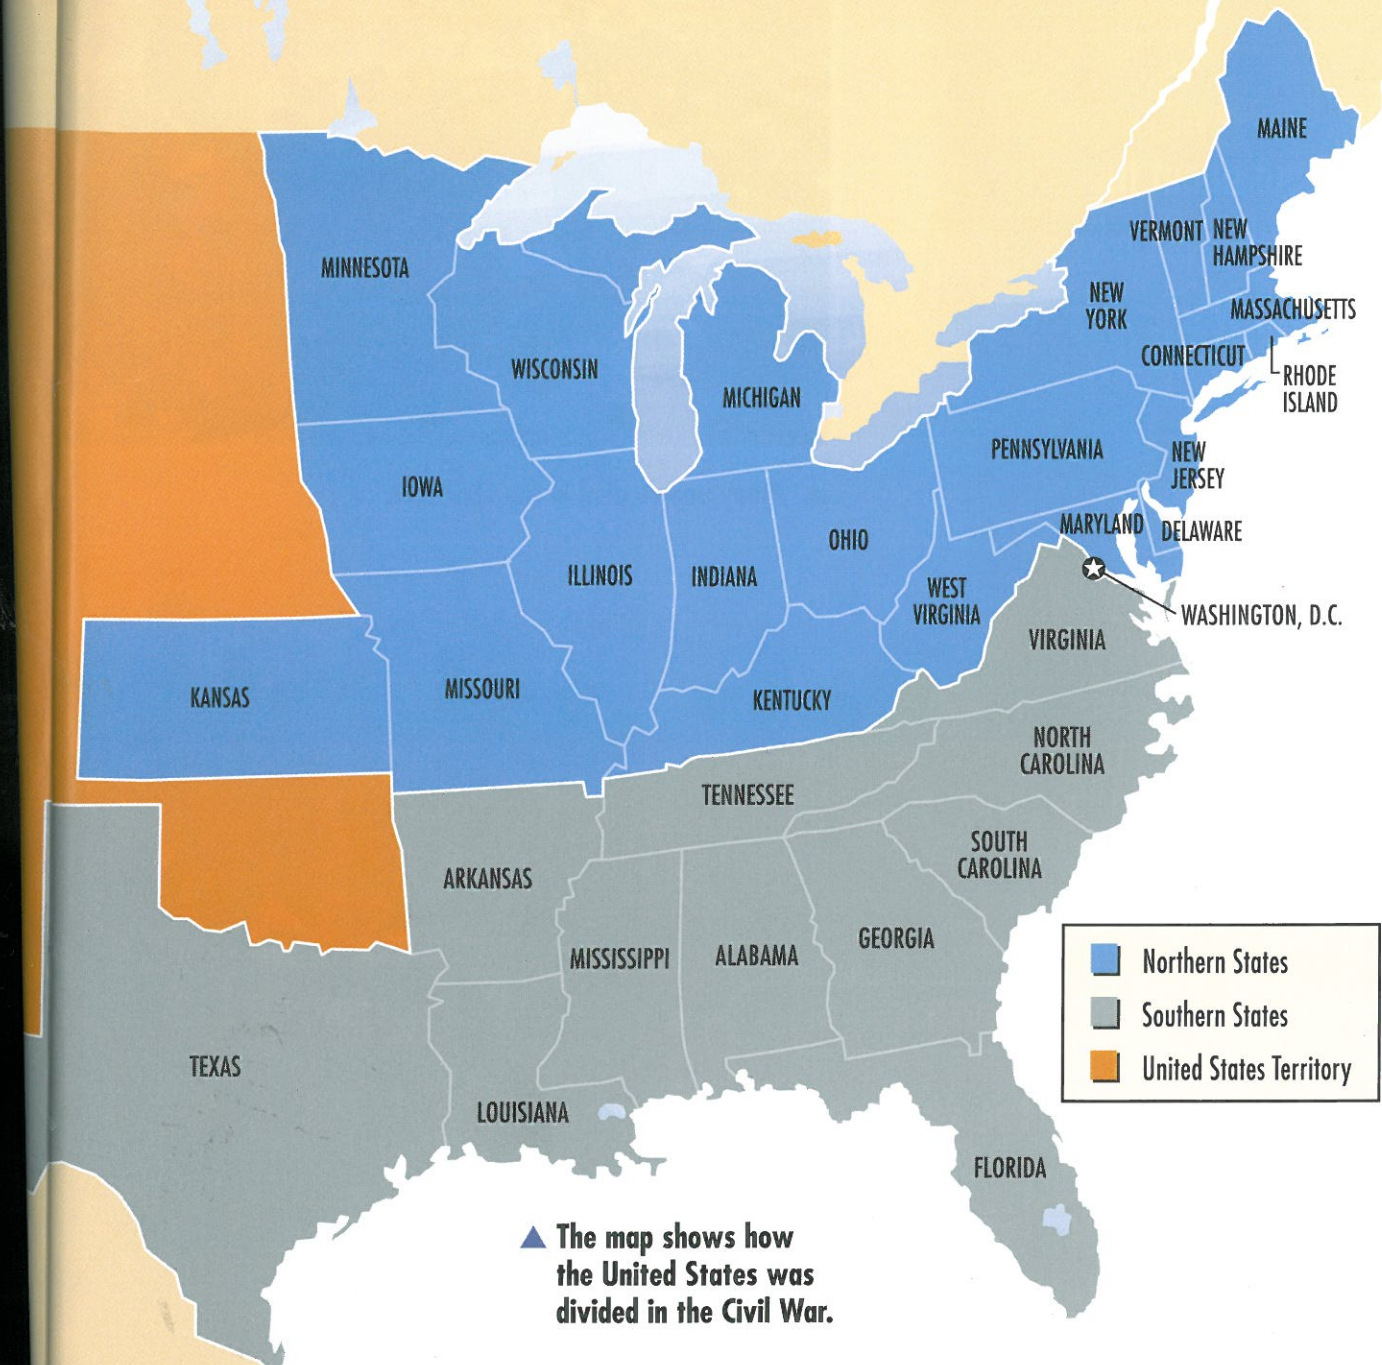 MAINE
VERMONT
NEW
HAMPSHIRE
MINNESOTA
NEW
YORK
MASSACHUSETTS
WISCONSIN
CONNECTICUT
RHODE
ISLAND
MICHIGAN
PENNSYLVANIA
NEW
JERSEY
IOWA
MARYLAND
DELAWARE
OHIO
ILLINOIS
INDIANA
WEST
VIRGINIA
WASHINGTON, D.C.
VIRGINIA
KANSAS
MISSOURI
KENTUCKY
NORTH
CAROLINA
TENNESSEE
SOUTH
CAROLINA
ARKANSAS
GEORGIA
MISSISSIPPI
ALABAMA
Northern States
Southern States
United States Territory
TEXAS
LOUISIANA
FLORIDA
The map shows how
the United States was
divided in the Civil War.